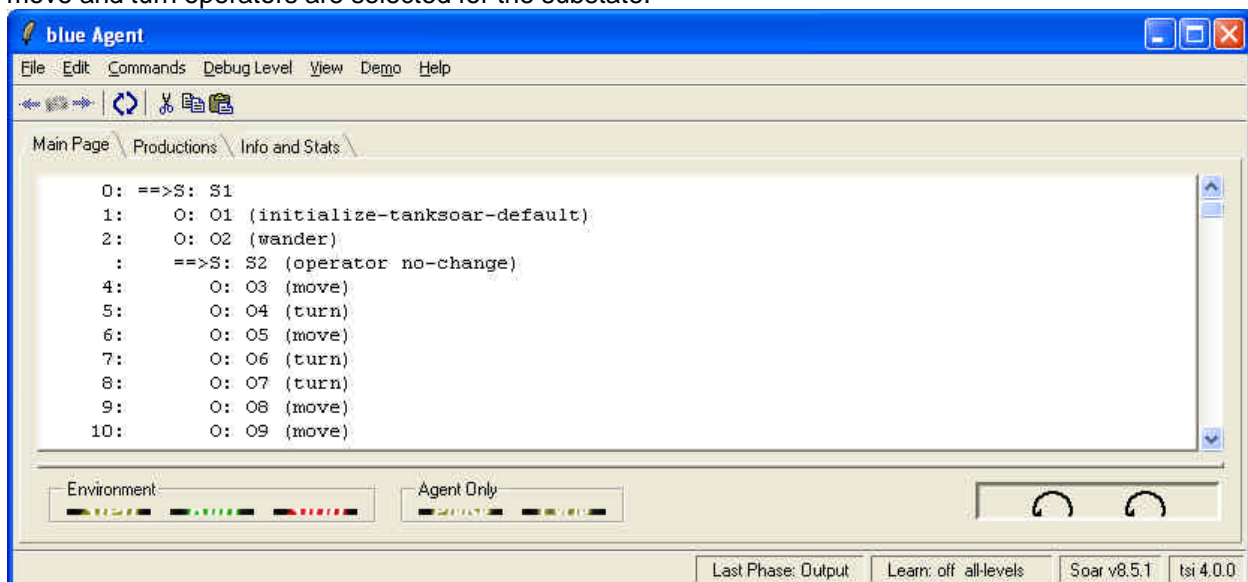 move and turn operators are selected for the substate.
blue Agent
File Edit Commands Debug Level View Demo Help
Main Page Productions Info and Stats
0: ==>S: S1
1: O: O1 (initialize-tanksoar-default)
2: O: O2 (wander)
: ==>S: S2 (operator no-change)
4: O: O3 (move)
5: O: O4 (turn)
6: O: O5 (move)
7: O: O6 (turn)
8: O: O7 (turn)
9: O: O8 (move)
10: O: O9 (move)
Environment Agent Only
Last Phase: Output Learn: off all-levels Soar v8.5.1 tsi 4.0.0